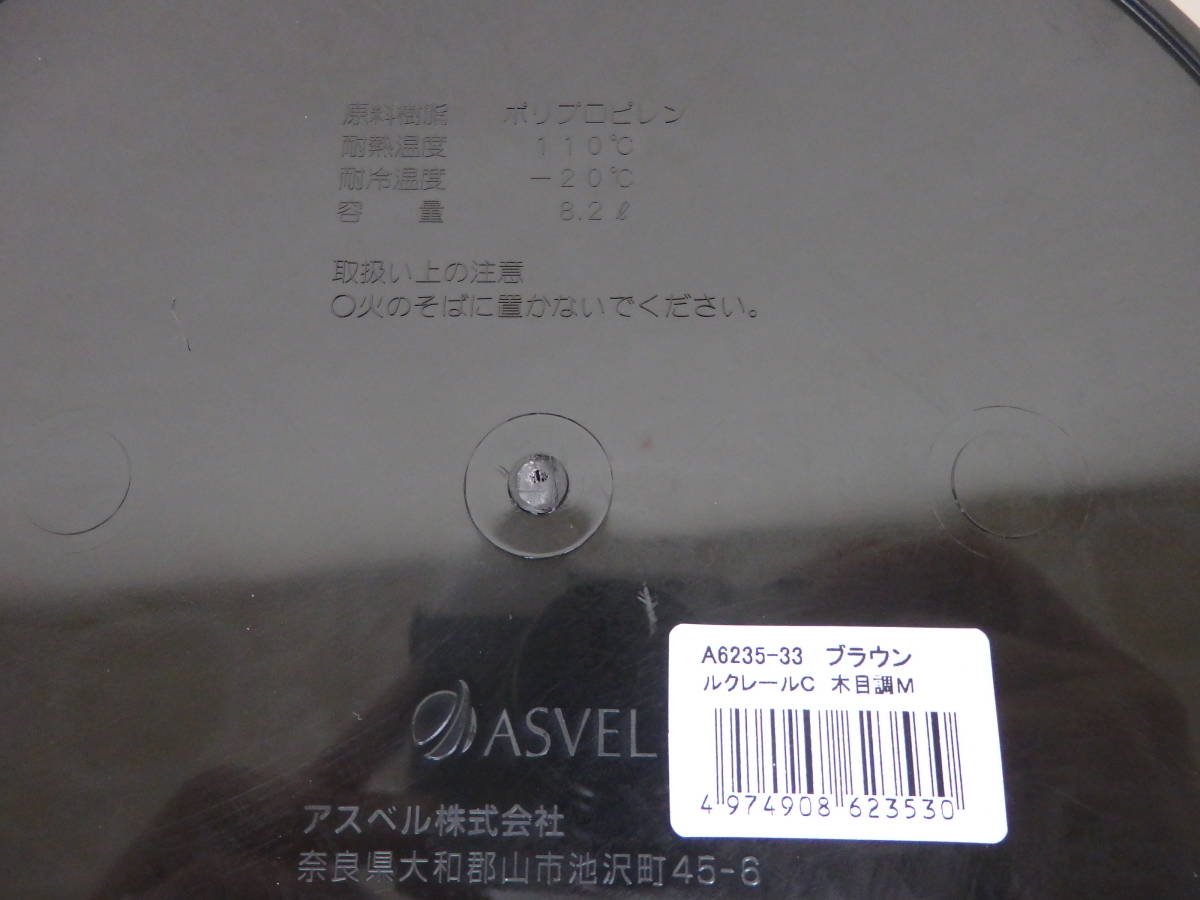 原料樹脂　ポリプロピレン
耐熱温度　110℃
耐冷温度　－20℃
容　量　8.2ℓ
取扱い上の注意
○火のそばに置かないでください。
A6235-33　ブラウン
ルクレールC　木目調M
4 974908 623530
ASVEL
アスベル株式会社
奈良県大和郡山市池沢町45-6